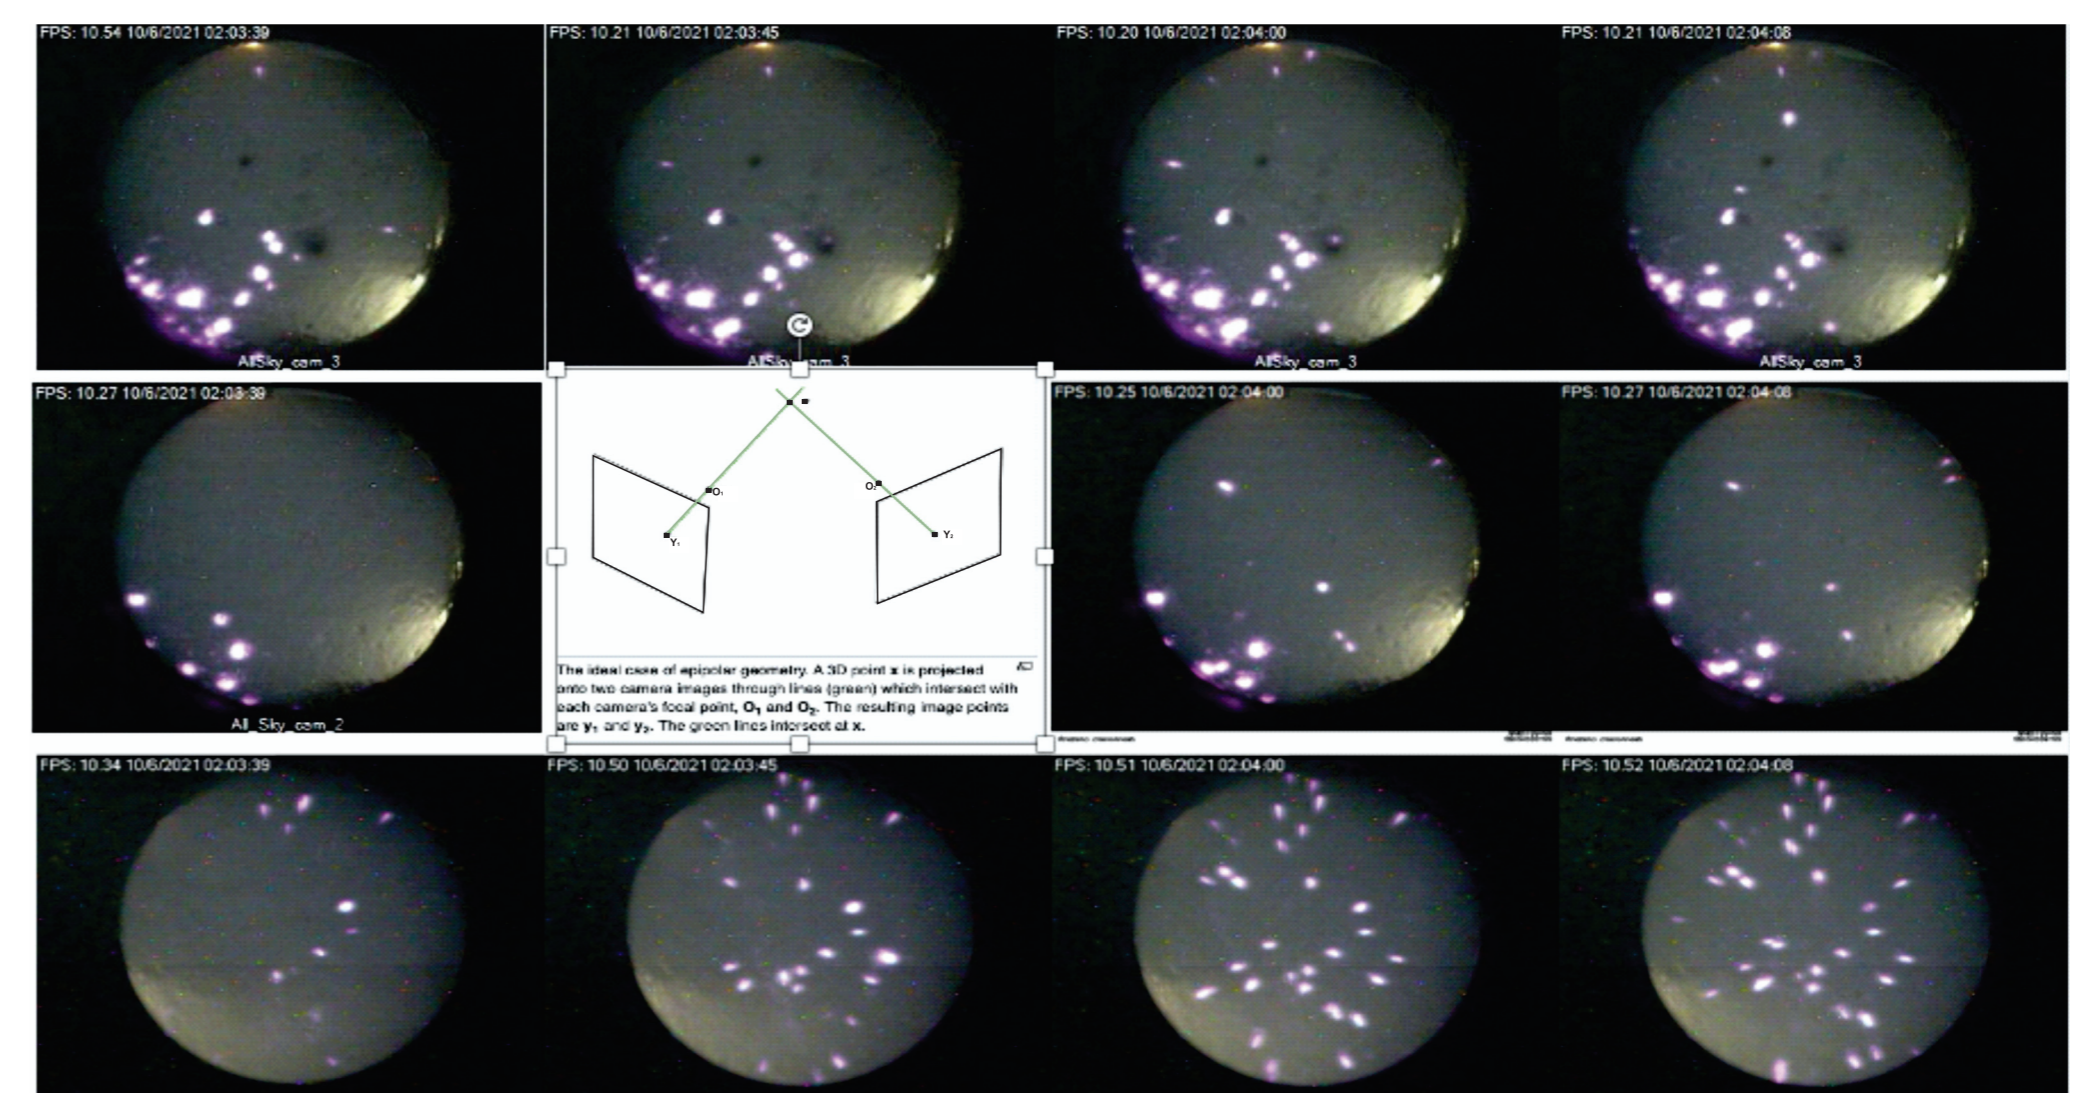 FPS: 10.54 10/6/2021 02:03:39
FPS: 10.21 10/6/2021 02:03:45
FPS: 10.20 10/6/2021 02:04:00
FPS: 10.21 10/6/2021 02:04:08
AllSky_cam_3
AllSky_cam_3
AllSky_cam_3
AllSky_cam_3
FPS: 10.27 10/6/2021 02:03:39
FPS: 10.25 10/6/2021 02:04:00
FPS: 10.27 10/6/2021 02:04:08
O₁
O₂
Y₁
Y₂
The ideal case of epipolar geometry. A 3D point x is projected
onto two camera images through lines (green) which intersect with
each camera's focal point, O₁ and O₂. The resulting image points
are y₁ and y₂. The green lines intersect at x.
All_Sky_cam_2
FPS: 10.34 10/6/2021 02:03:39
FPS: 10.50 10/6/2021 02:03:45
FPS: 10.51 10/6/2021 02:04:00
FPS: 10.52 10/6/2021 02:04:08